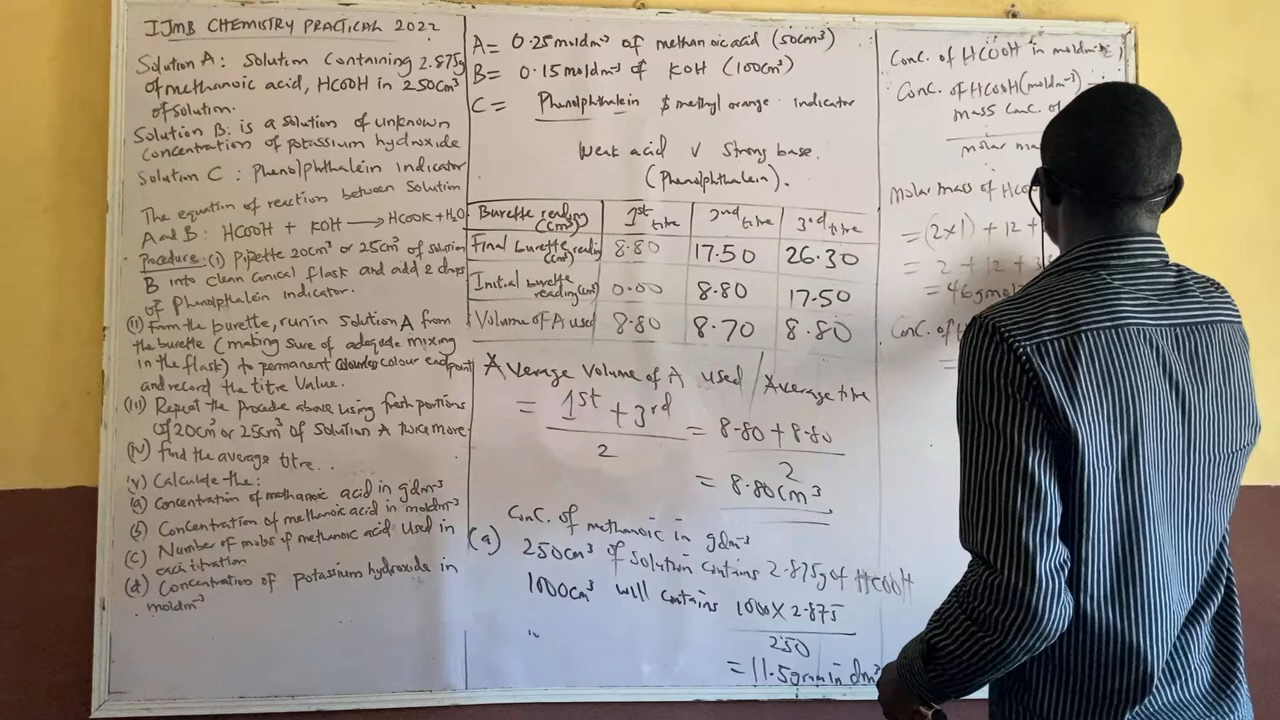 IJMB CHEMISTRY PRACTICAL 2022
Solution A: Solution containing 2.875g
of methanoic acid, HCOOH in 250cm³
of solution.
Solution B: is a solution of unknown
concentration of potassium hydroxide
Solution C: Phenolphthalein indicator
The equation of reaction between Solution
A and B: HCOOH + KOH → HCOOK + H₂O
Procedure: (i) Pipette 20cm³ or 25cm³ of solution
B into clean conical flask and add 2 drops
of Phenolphthalein indicator.
(ii) From the burette, run in solution A from
the burette (making sure of adequate mixing
in the flask) to permanent colourless colour endpoint
and record the titre value.
(iii) Repeat the procede above using fresh portions
of 20cm³ or 25cm³ of solution A twice more
(iv) find the average titre...
(v) Calculate the:
(a) Concentration of methanoic acid in gdm⁻³
(b) Concentration of methanoic acid in moldm⁻³
(c) Number of mols of methanoic acid used in
titration
(d) Concentration of potassium hydroxide in
moldm⁻³
A = 0.25moldm⁻³ of methanoic acid (50cm³)
B = 0.15moldm⁻³ of KOH (100cm³)
C = Phenolphthalein & methyl orange indicator
Weak acid V Strong base.
(Phenolphthalein).
Burette reading (cm³) 1st titre 2nd titre 3rd titre
Final burette reading (cm³) 8.80 17.50 26.30
Initial burette reading (cm³) 0.00 8.80 17.50
Volume of A used 8.80 8.70 8.80
Average Volume of A used / Average titre
= 1st + 3rd / 2 = 8.80 + 8.80 / 2
= 8.80cm³
(a) Conc. of methanoic in gdm⁻³
250cm³ of solution contains 2.875g of HCOOH
1000cm³ will contains 1000 X 2.875 / 250
= 11.5gram in dm³
Conc. of HCOOH in moldm⁻³
Conc. of HCOOH (moldm⁻³) =
mass conc. of
molar
molar mass of
= (2x1) + 12 +
= 2 + 12 +
= 46gmol
Conc. of
=